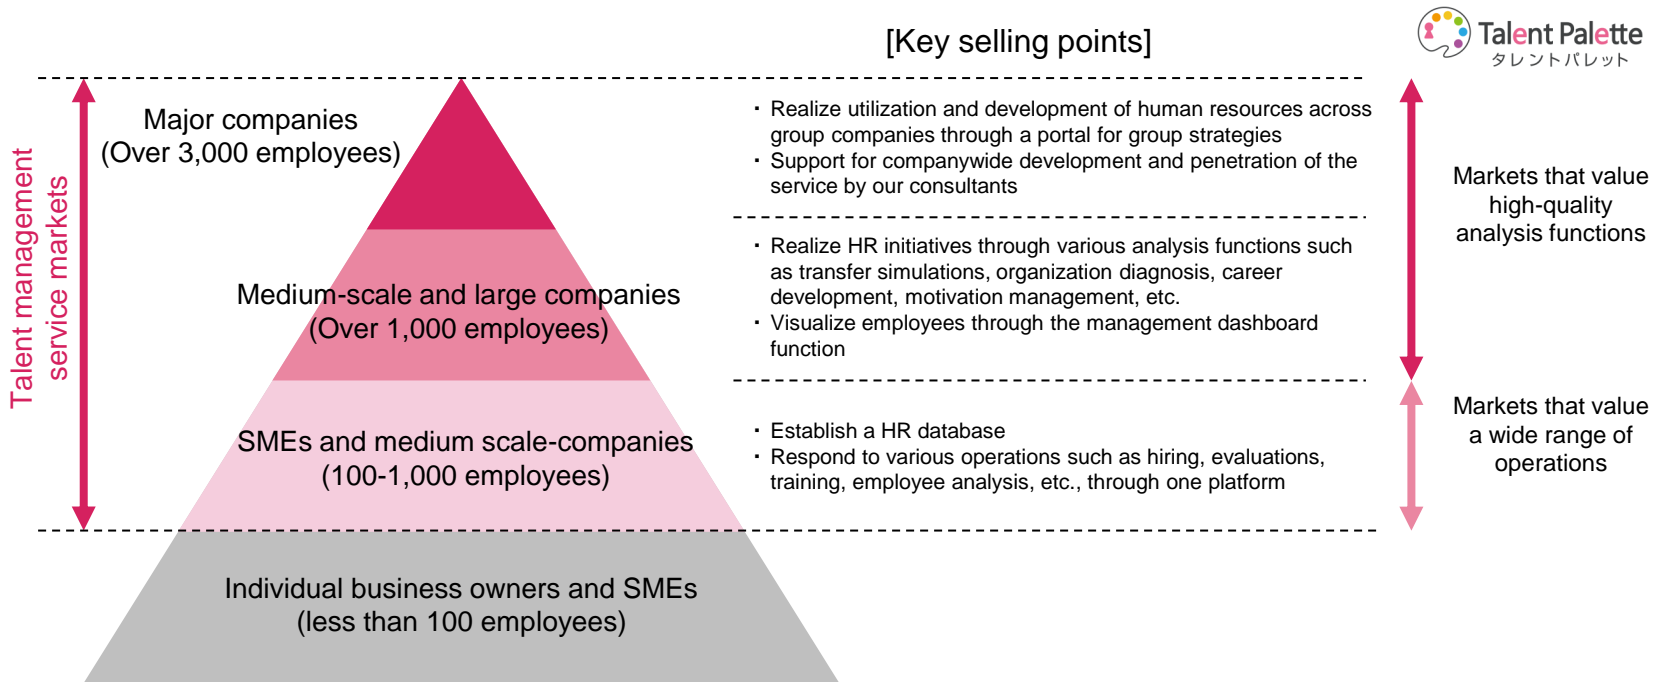 [Key selling points]
Talent Palette
タレントパレット
Talent management
service markets
Major companies
(Over 3,000 employees)
・Realize utilization and development of human resources across
group companies through a portal for group strategies
・Support for companywide development and penetration of the
service by our consultants
Markets that value
high-quality
analysis functions
Medium-scale and large companies
(Over 1,000 employees)
・Realize HR initiatives through various analysis functions such
as transfer simulations, organization diagnosis, career
development, motivation management, etc.
・Visualize employees through the management dashboard
function
SMEs and medium scale-companies
(100-1,000 employees)
・Establish a HR database
・Respond to various operations such as hiring, evaluations,
training, employee analysis, etc., through one platform
Markets that value
a wide range of
operations
Individual business owners and SMEs
(less than 100 employees)